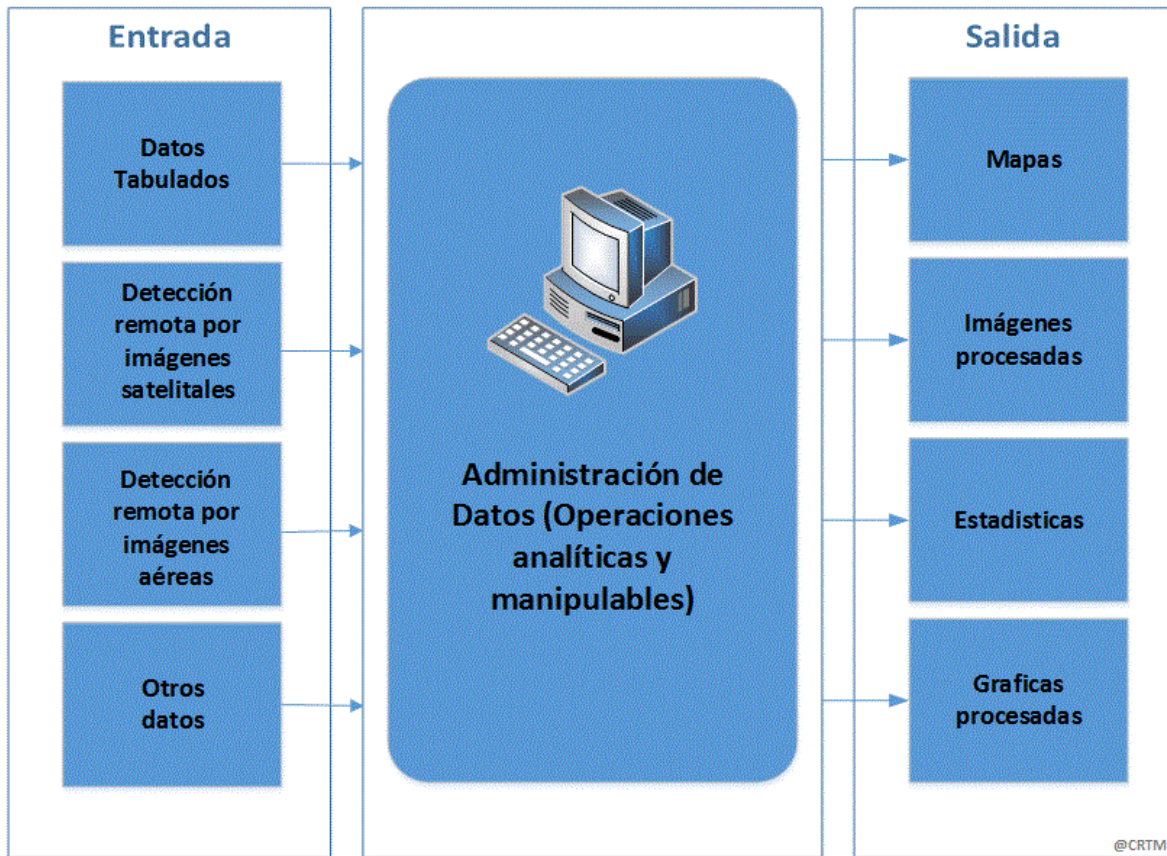 Entrada
Datos
Tabulados
Detección
remota por
imágenes
satelitales
Detección
remota por
imágenes
aéreas
Otros
datos
Administración de
Datos (Operaciones
analíticas y
manipulables)
Salida
Mapas
Imágenes
procesadas
Estadisticas
Graficas
procesadas
@CRTM